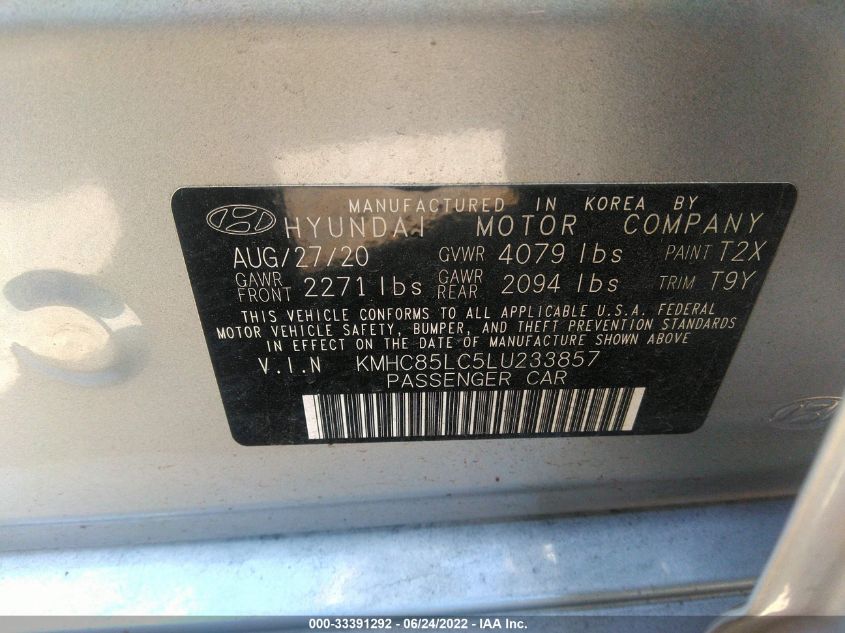 MANUFACTURED IN KOREA BY
HYUNDAI MOTOR COMPANY
AUG/27/20 GVWR 4079 lbs PAINT T2X
GAWR FRONT 2271 lbs GAWR REAR 2094 lbs TRIM T9Y
THIS VEHICLE CONFORMS TO ALL APPLICABLE U.S.A. FEDERAL
MOTOR VEHICLE SAFETY, BUMPER, AND THEFT PREVENTION STANDARDS
IN EFFECT ON THE DATE OF MANUFACTURE SHOWN ABOVE
V.I.N KMHC85LC5LU233857
PASSENGER CAR
000-33391292 - 06/24/2022 - IAA Inc.